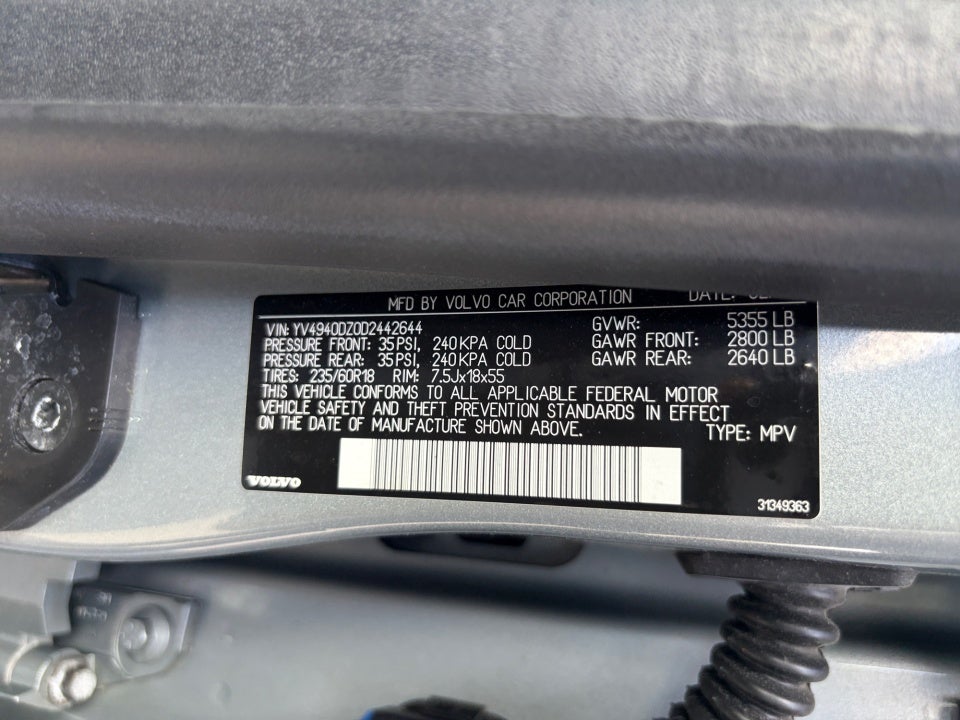 MFD BY VOLVO CAR CORPORATION DATE:
VIN: YV4940DZ0D2442644
PRESSURE FRONT: 35 PSI, 240 KPA COLD
PRESSURE REAR: 35 PSI, 240 KPA COLD
TIRES: 235/60R18 RIM: 7.5Jx18x55
GVWR: 5355 LB
GAWR FRONT: 2800 LB
GAWR REAR: 2640 LB
THIS VEHICLE CONFORMS TO ALL APPLICABLE FEDERAL MOTOR
VEHICLE SAFETY AND THEFT PREVENTION STANDARDS IN EFFECT
ON THE DATE OF MANUFACTURE SHOWN ABOVE.
TYPE: MPV
VOLVO
31349363